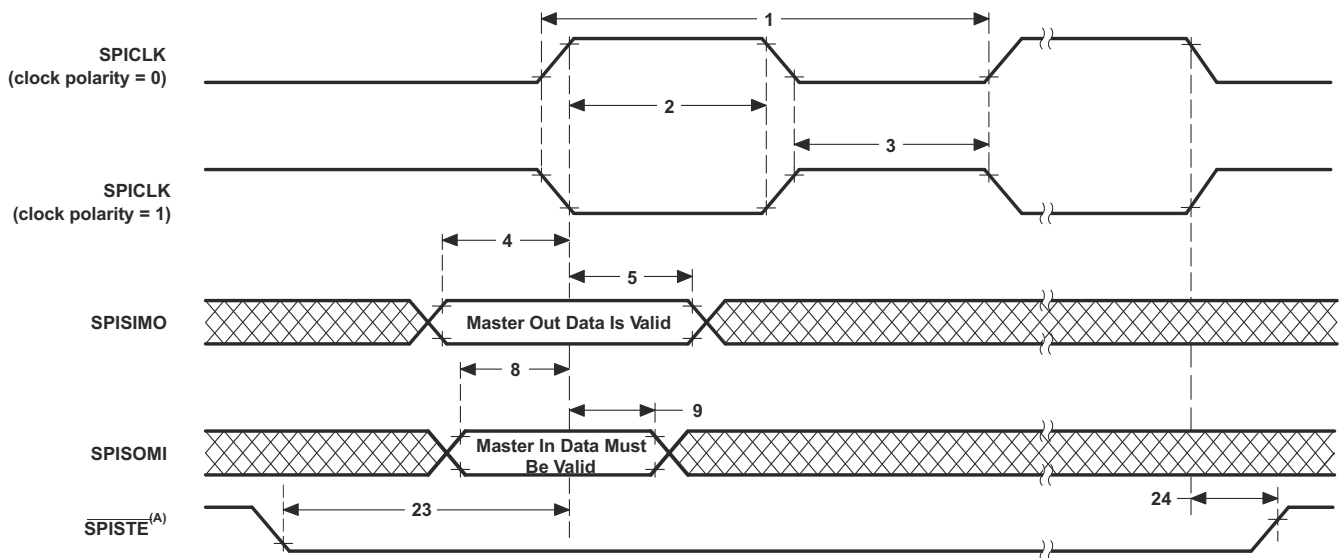 1
SPICLK
(clock polarity = 0)
2
3
SPICLK
(clock polarity = 1)
4
5
SPISIMO
Master Out Data Is Valid
8
9
SPISOMI
Master In Data Must
Be Valid
23
24
SPISTE(A)